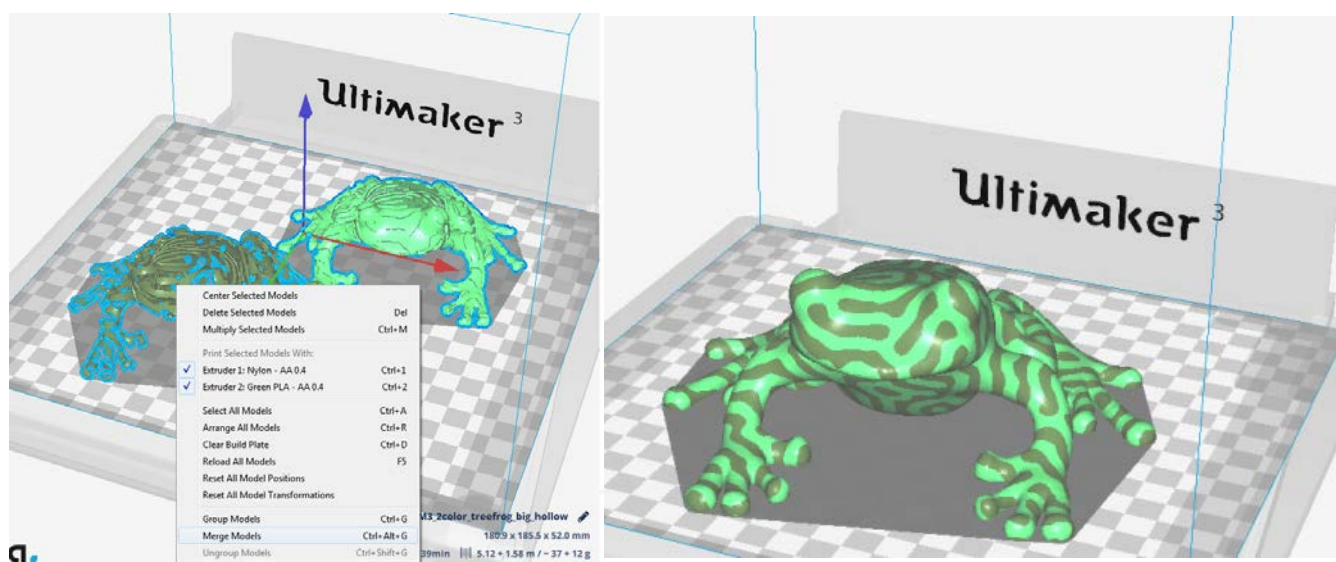 Ultimaker 3
Center Selected Models
Delete Selected Models Del
Multiply Selected Models Ctrl+M
Print Selected Models With:
Extruder 1: Nylon - AA 0.4 Ctrl+1
Extruder 2: Green PLA - AA 0.4 Ctrl+2
Select All Models Ctrl+A
Arrange All Models Ctrl+R
Clear Build Plate Ctrl+D
Reload All Models F5
Reset All Model Positions
Reset All Model Transformations
Group Models Ctrl+G
Merge Models Ctrl+Alt+G
Ungroup Models Ctrl+Shift+G
M3_2color_treefrog_big_hollow
180.9 x 185.5 x 52.0 mm
39min 5.12 + 1.58 m / ~ 37 + 12 g
Ultimaker 3